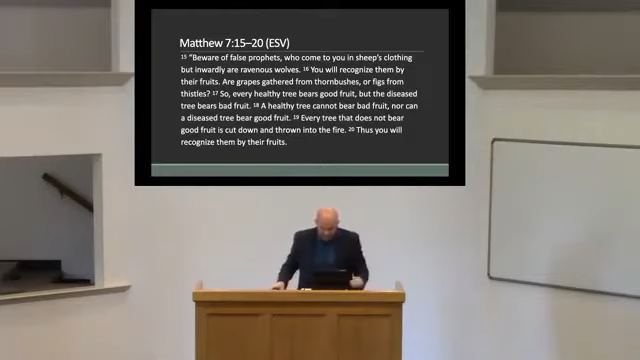 Matthew 7:15–20 (ESV)
15 "Beware of false prophets, who come to you in sheep's clothing
but inwardly are ravenous wolves. 16 You will recognize them by
their fruits. Are grapes gathered from thornbushes, or figs from
thistles? 17 So, every healthy tree bears good fruit, but the diseased
tree bears bad fruit. 18 A healthy tree cannot bear bad fruit, nor can
a diseased tree bear good fruit. 19 Every tree that does not bear
good fruit is cut down and thrown into the fire. 20 Thus you will
recognize them by their fruits.